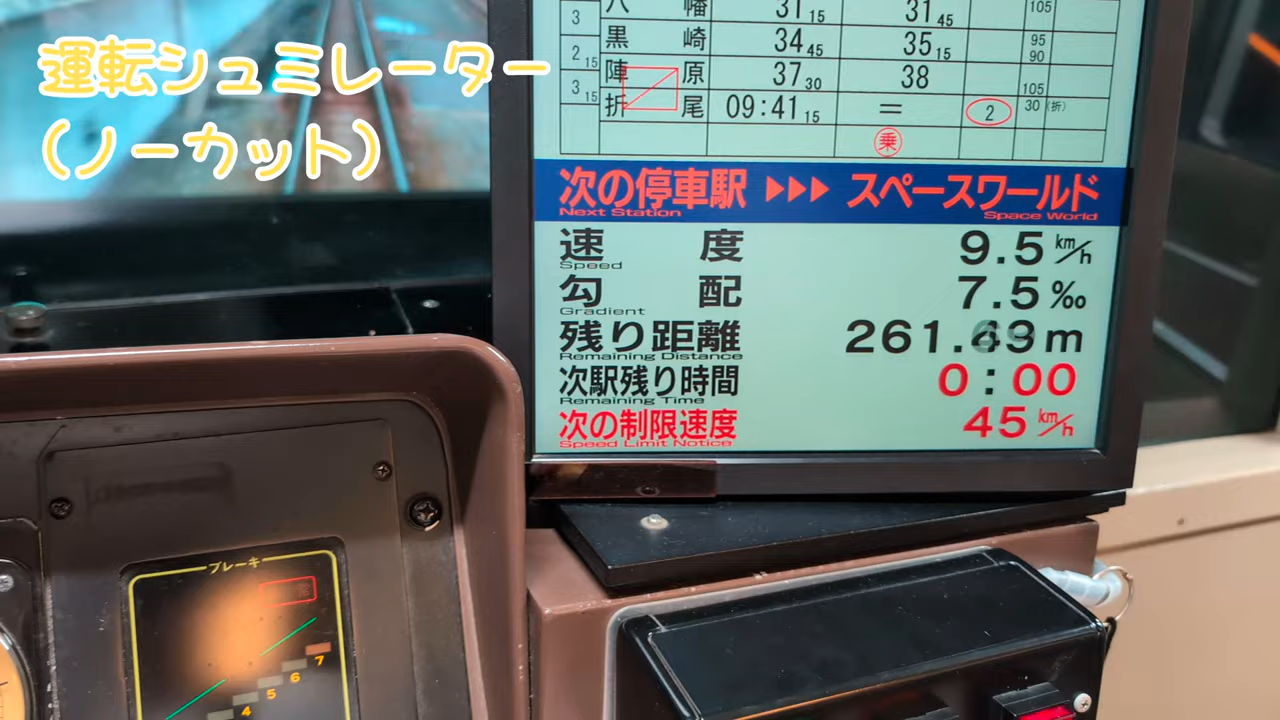 運転シュミレーター
(ノーカット)
3 八幡 31 15 31 45 105
2 15 黒崎 34 45 35 15 95 90
3 15 陣原 37 30 38 105
折尾 09:41 15 = 2 30 (折)
乗
次の停車駅 ▶▶▶ スペースワールド
Next Station Space World
速度 9.5 km/h
Speed
勾配 7.5 ‰
Gradient
残り距離 261.43 m
Remaining Distance
次駅残り時間 0:00
Remaining Time
次の制限速度 45 km/h
Speed Limit Notice
ブレーキ
7
6
5
4